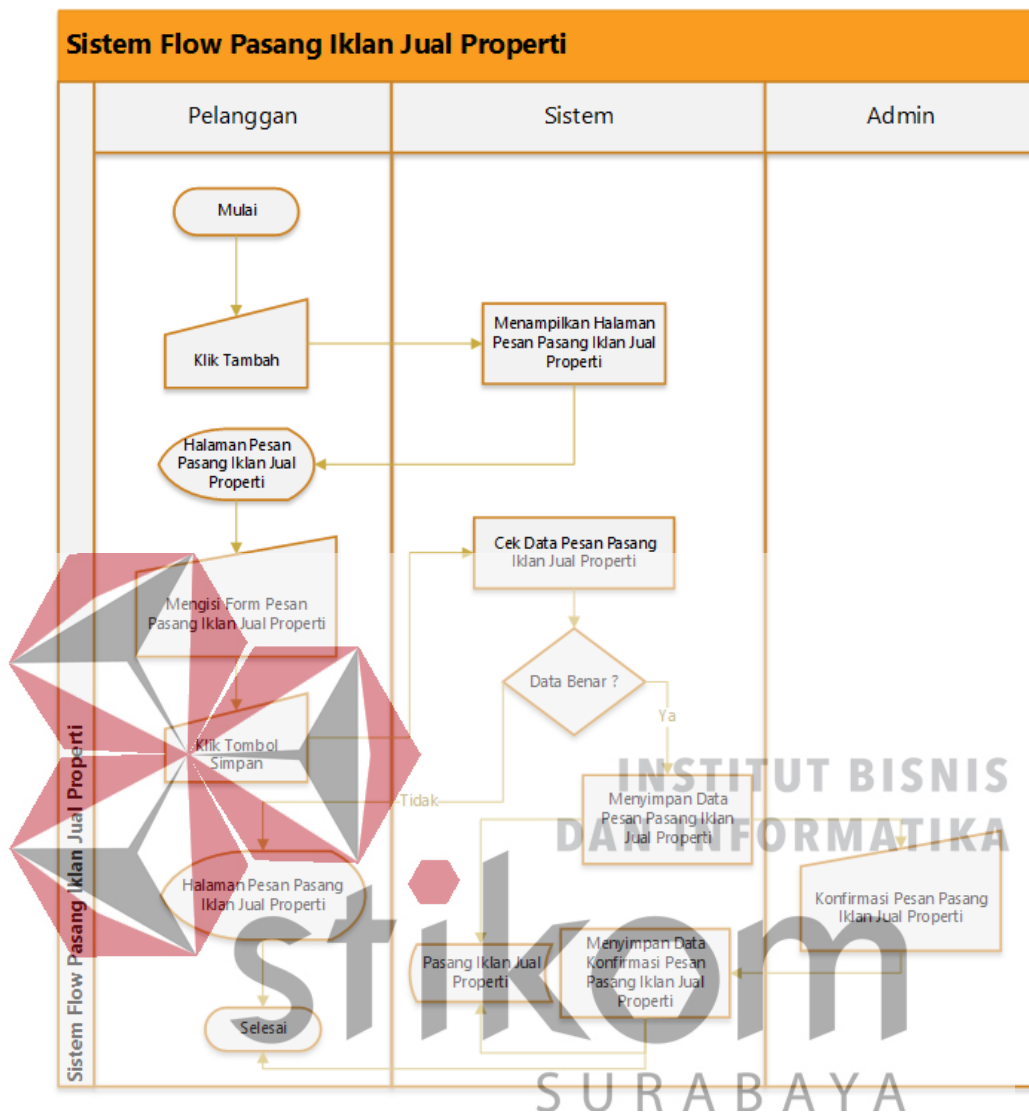 Sistem Flow Pasang Iklan Jual Properti
Pelanggan
Sistem
Admin
Mulai
Klik Tambah
Menampilkan Halaman
Pesan Pasang Iklan Jual
Properti
Halaman Pesan
Pasang Iklan Jual
Properti
Mengisi Form Pesan
Pasang Iklan Jual Properti
Cek Data Pesan Pasang
Iklan Jual Properti
Klik Tombol
Simpan
Data Benar ?
Ya
Tidak
Menyimpan Data
Pesan Pasang Iklan
Jual Properti
Konfirmasi Pesan Pasang
Iklan Jual Properti
Halaman Pesan Pasang
Iklan Jual Properti
Pasang Iklan Jual
Properti
Menyimpan Data
Konfirmasi Pesan
Pasang Iklan Jual
Properti
Selesai
Sistem Flow Pasang Iklan Jual Properti
INSTITUT BISNIS
DAN INFORMATIKA
stikom
SURABAYA